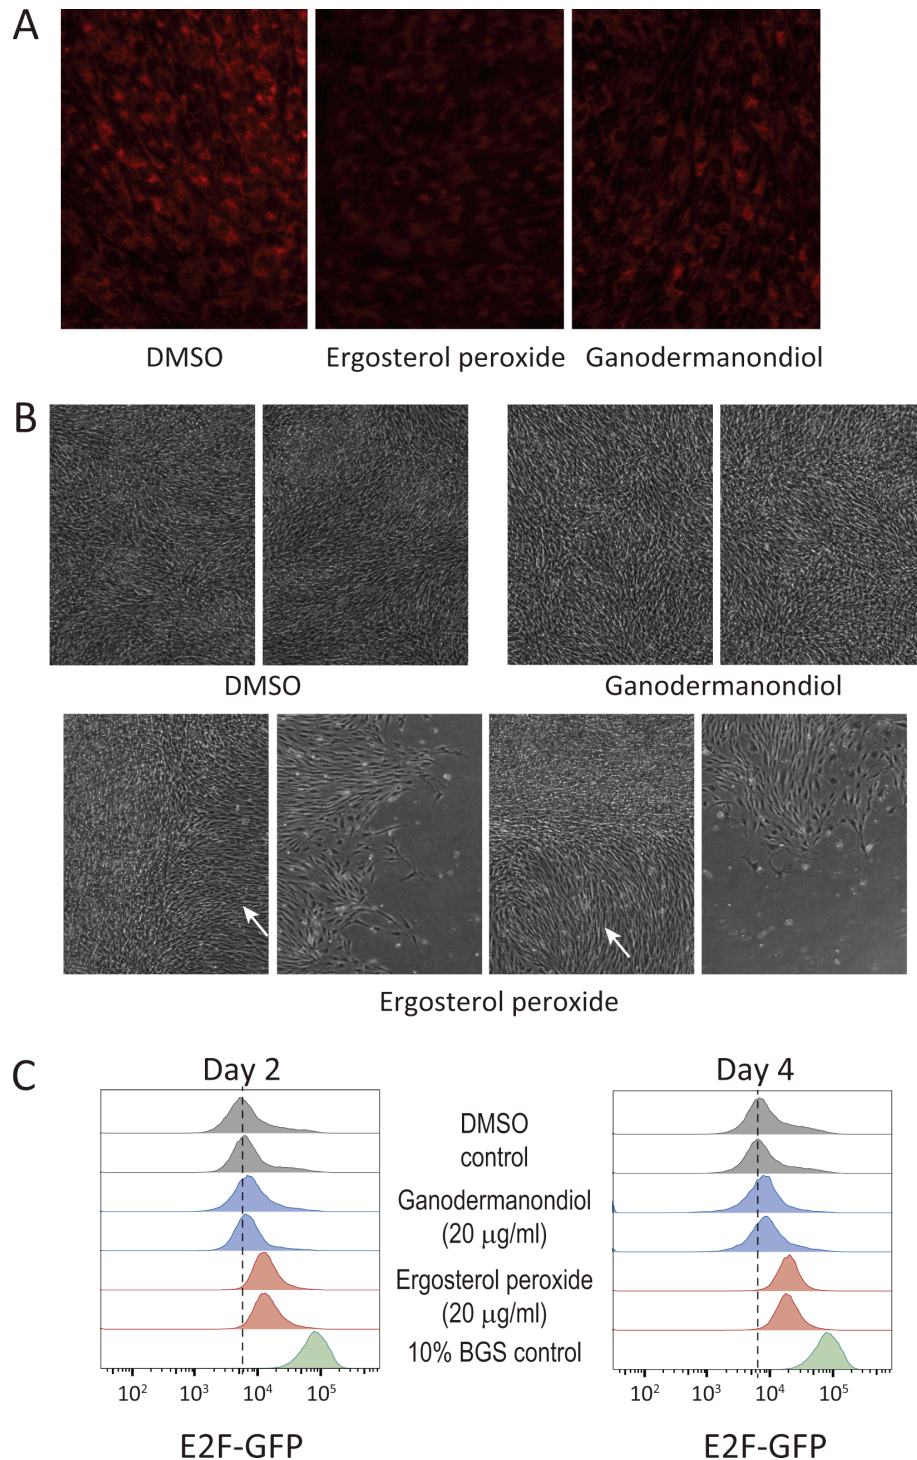 A
DMSO
Ergosterol peroxide
Ganodermanondiol
B
DMSO
Ganodermanondiol
Ergosterol peroxide
C
Day 2
Day 4
DMSO
control
Ganodermanondiol
(20 μg/ml)
Ergosterol peroxide
(20 μg/ml)
10% BGS control
10² 10³ 10⁴ 10⁵
10² 10³ 10⁴ 10⁵
E2F-GFP
E2F-GFP